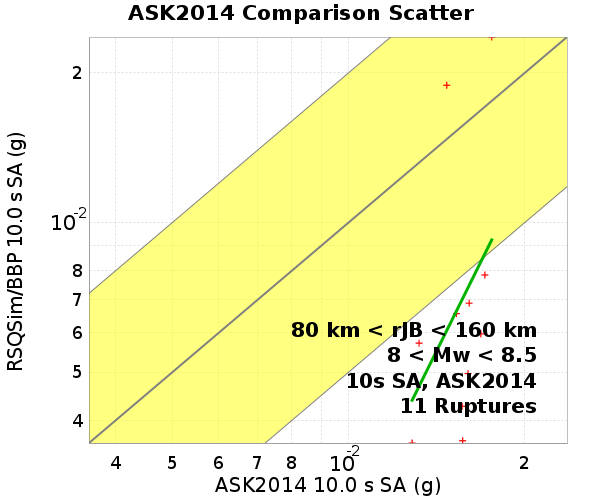 ASK2014 Comparison Scatter
RSQSim/BBP 10.0 s SA (g)
2
10-2
8
7
6
5
4
80 km < rJB < 160 km
8 < Mw < 8.5
10s SA, ASK2014
11 Ruptures
4 5 6 7 8 10-2 2
ASK2014 10.0 s SA (g)